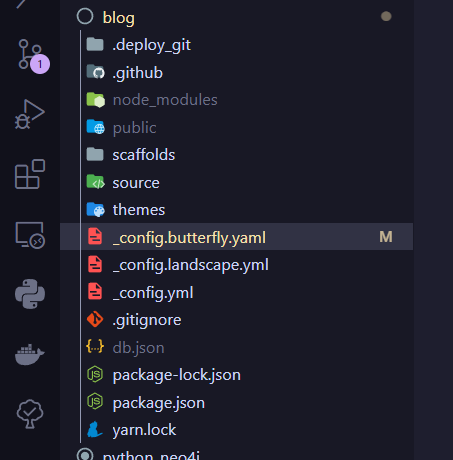 blog
.deploy_git
.github
node_modules
public
scaffolds
source
themes
_config.butterfly.yaml M
_config.landscape.yml
1
_config.yml
.gitignore
db.json
package-lock.json
package.json
yarn.lock
python_neo4j